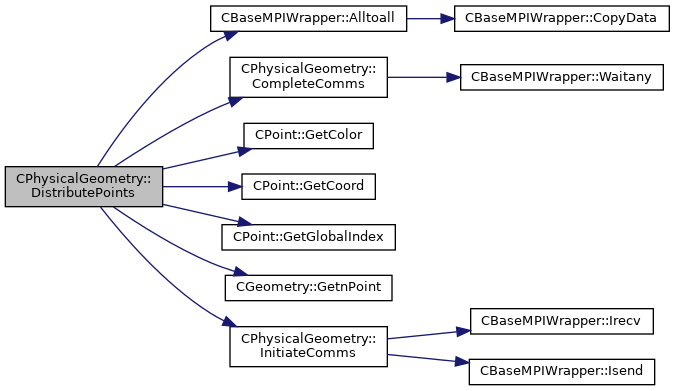 CBaseMPIWrapper::Alltoall
CBaseMPIWrapper::CopyData
CPhysicalGeometry::
CompleteComms
CBaseMPIWrapper::Waitany
CPoint::GetColor
CPhysicalGeometry::
DistributePoints
CPoint::GetCoord
CPoint::GetGlobalIndex
CGeometry::GetnPoint
CPhysicalGeometry::
InitiateComms
CBaseMPIWrapper::Irecv
CBaseMPIWrapper::Isend